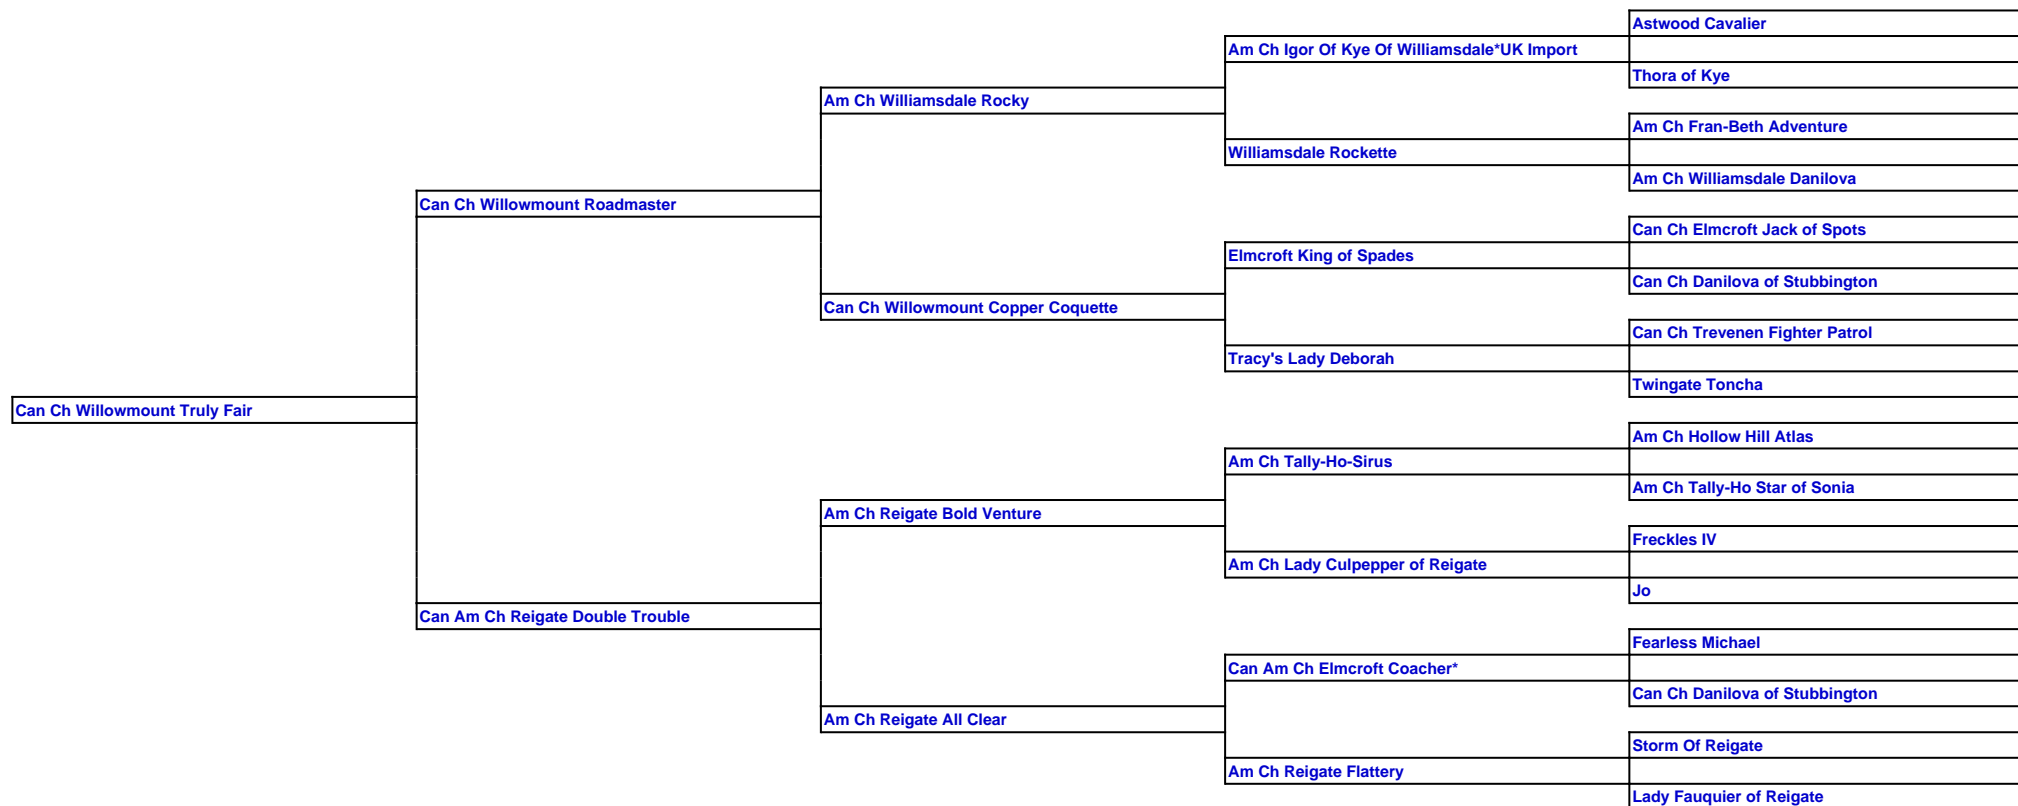 Astwood Cavalier
Am Ch Igor Of Kye Of Williamsdale*UK Import
Thora of Kye
Am Ch Williamsdale Rocky
Am Ch Fran-Beth Adventure
Williamsdale Rockette
Am Ch Williamsdale Danilova
Can Ch Willowmount Roadmaster
Can Ch Elmcroft Jack of Spots
Elmcroft King of Spades
Can Ch Danilova of Stubbington
Can Ch Willowmount Copper Coquette
Can Ch Trevenen Fighter Patrol
Tracy's Lady Deborah
Twingate Toncha
Can Ch Willowmount Truly Fair
Am Ch Hollow Hill Atlas
Am Ch Tally-Ho-Sirus
Am Ch Tally-Ho Star of Sonia
Am Ch Reigate Bold Venture
Freckles IV
Am Ch Lady Culpepper of Reigate
Jo
Can Am Ch Reigate Double Trouble
Fearless Michael
Can Am Ch Elmcroft Coacher*
Can Ch Danilova of Stubbington
Am Ch Reigate All Clear
Storm Of Reigate
Am Ch Reigate Flattery
Lady Fauquier of Reigate